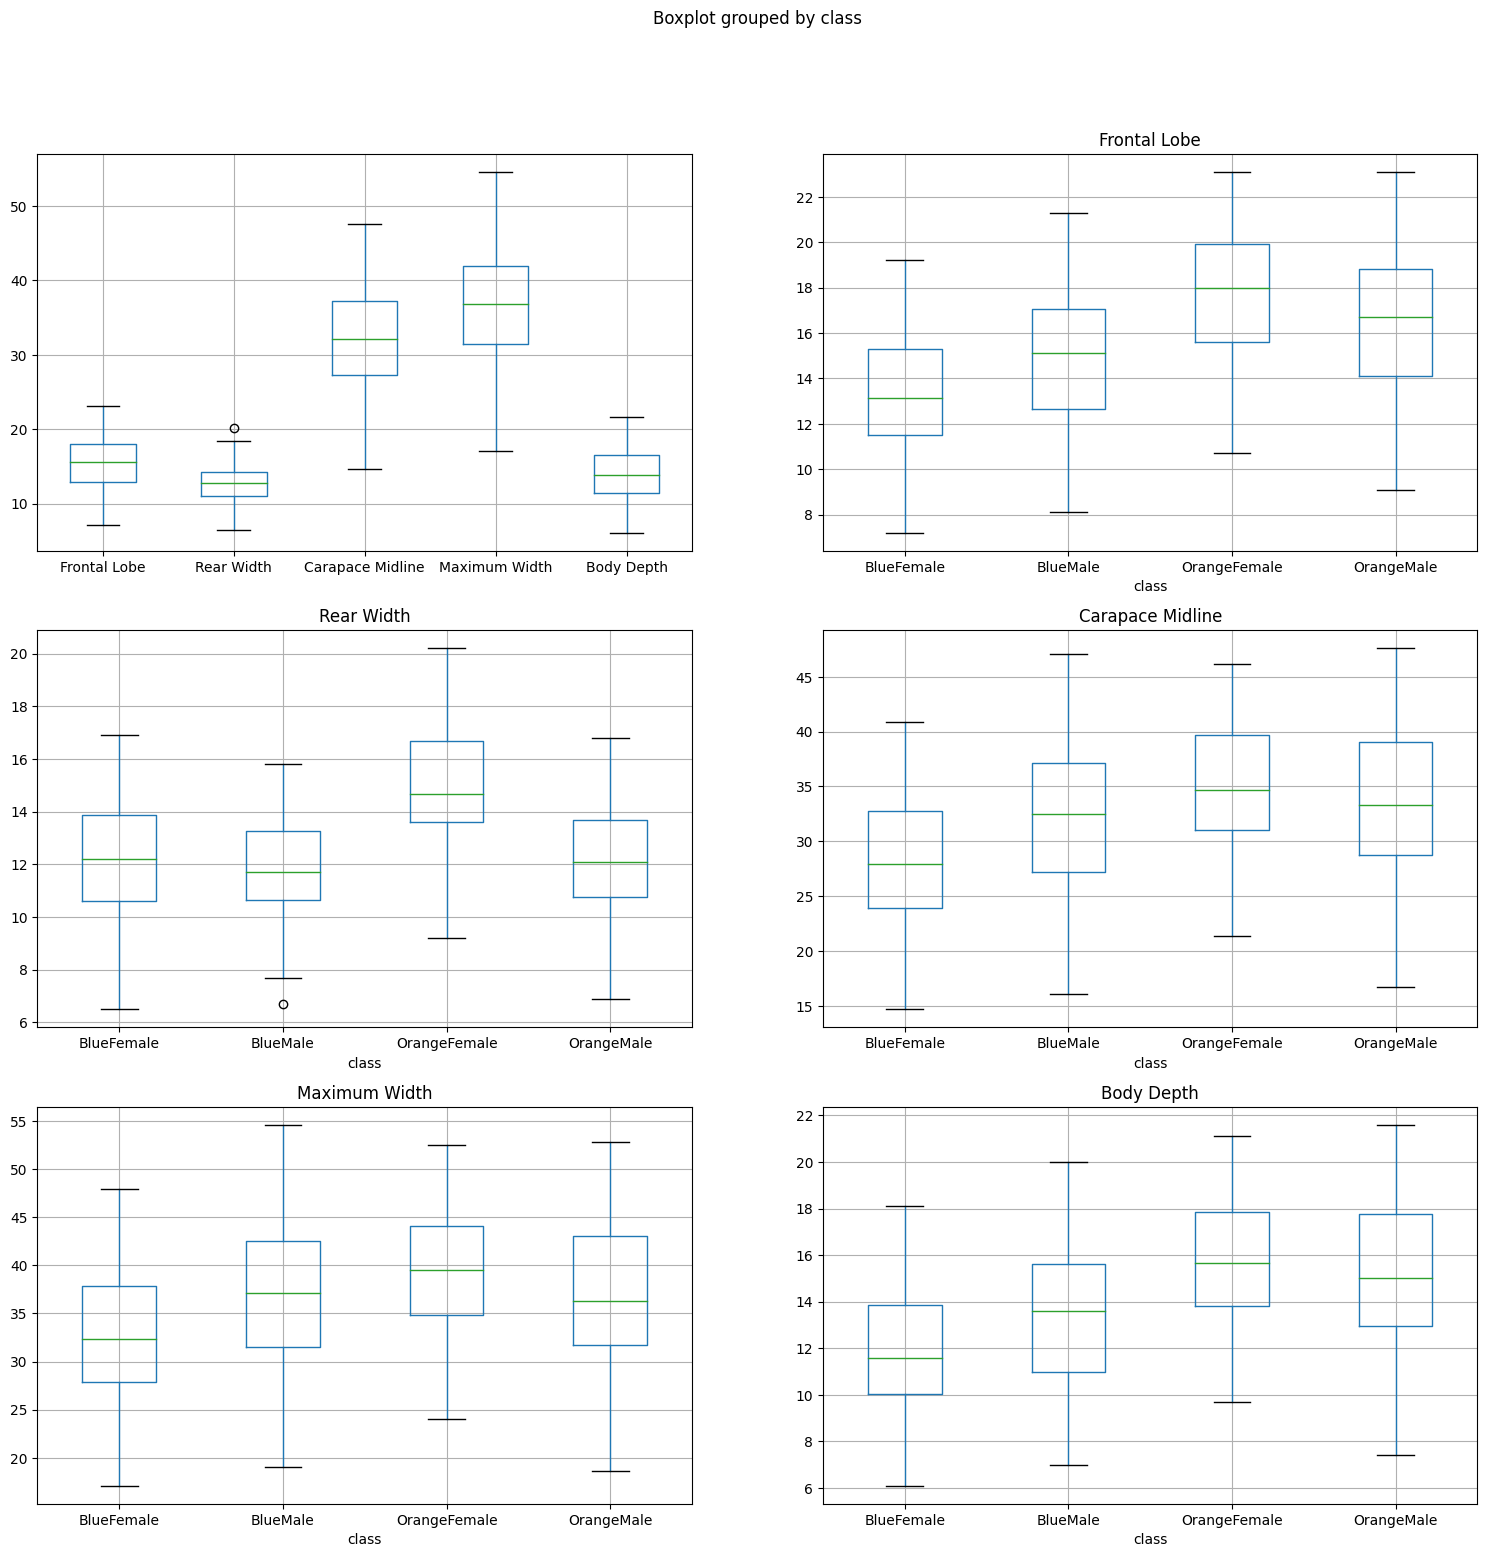 Boxplot grouped by class
50
40
30
20
10
Frontal Lobe Rear Width Carapace Midline Maximum Width Body Depth
Frontal Lobe
22
20
18
16
14
12
10
8
BlueFemale BlueMale OrangeFemale OrangeMale
class
Rear Width
20
18
16
14
12
10
8
6
BlueFemale BlueMale OrangeFemale OrangeMale
class
Carapace Midline
45
40
35
30
25
20
15
BlueFemale BlueMale OrangeFemale OrangeMale
class
Maximum Width
55
50
45
40
35
30
25
20
BlueFemale BlueMale OrangeFemale OrangeMale
class
Body Depth
22
20
18
16
14
12
10
8
6
BlueFemale BlueMale OrangeFemale OrangeMale
class